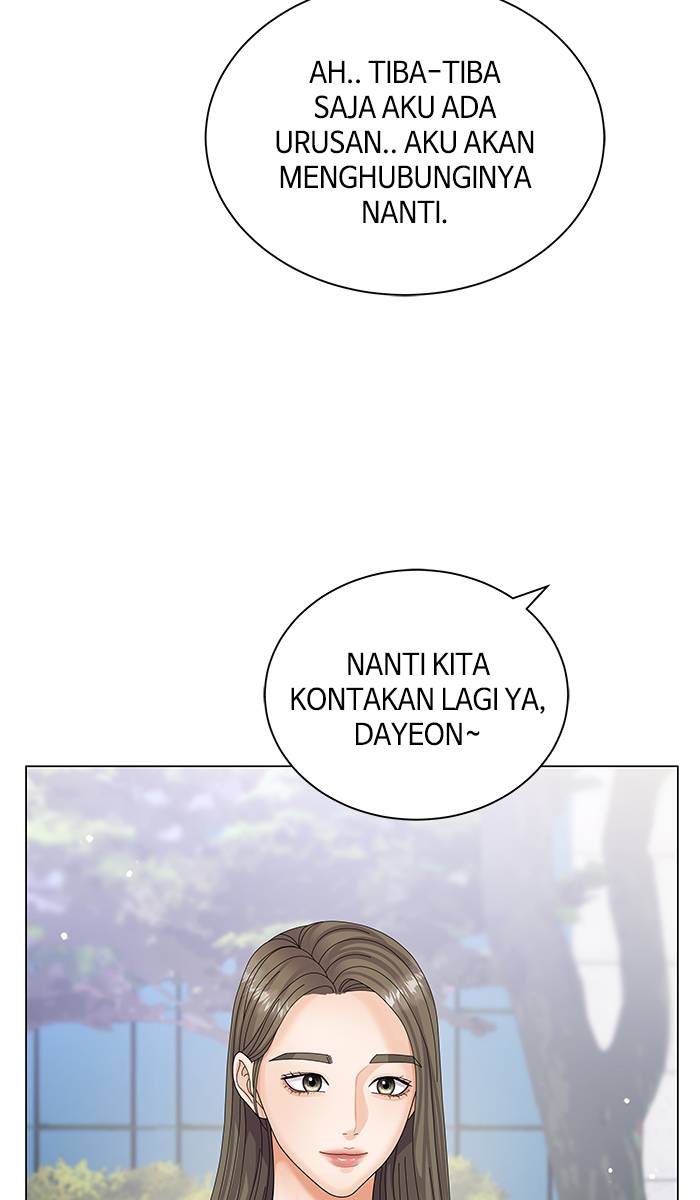 AH.. TIBA-TIBA
SAJA AKU ADA
URUSAN.. AKU AKAN
MENGHUBUNGINYA
NANTI.
NANTI KITA
KONTAKAN LAGI YA,
DAYEON~